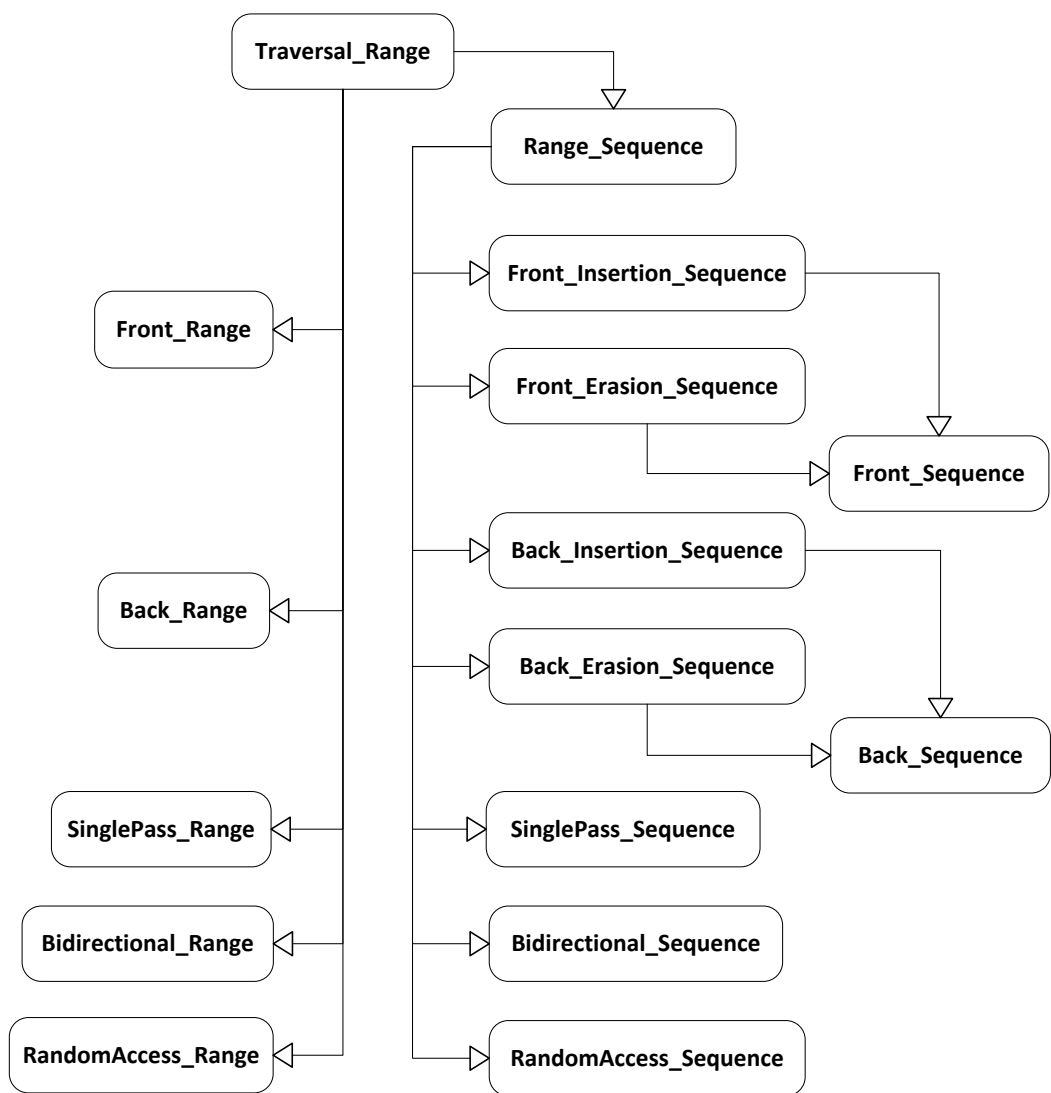 Traversal_Range
Range_Sequence
Front_Insertion_Sequence
Front_Range
Front_Erasion_Sequence
Front_Sequence
Back_Insertion_Sequence
Back_Range
Back_Erasion_Sequence
Back_Sequence
SinglePass_Range
SinglePass_Sequence
Bidirectional_Range
Bidirectional_Sequence
RandomAccess_Range
RandomAccess_Sequence